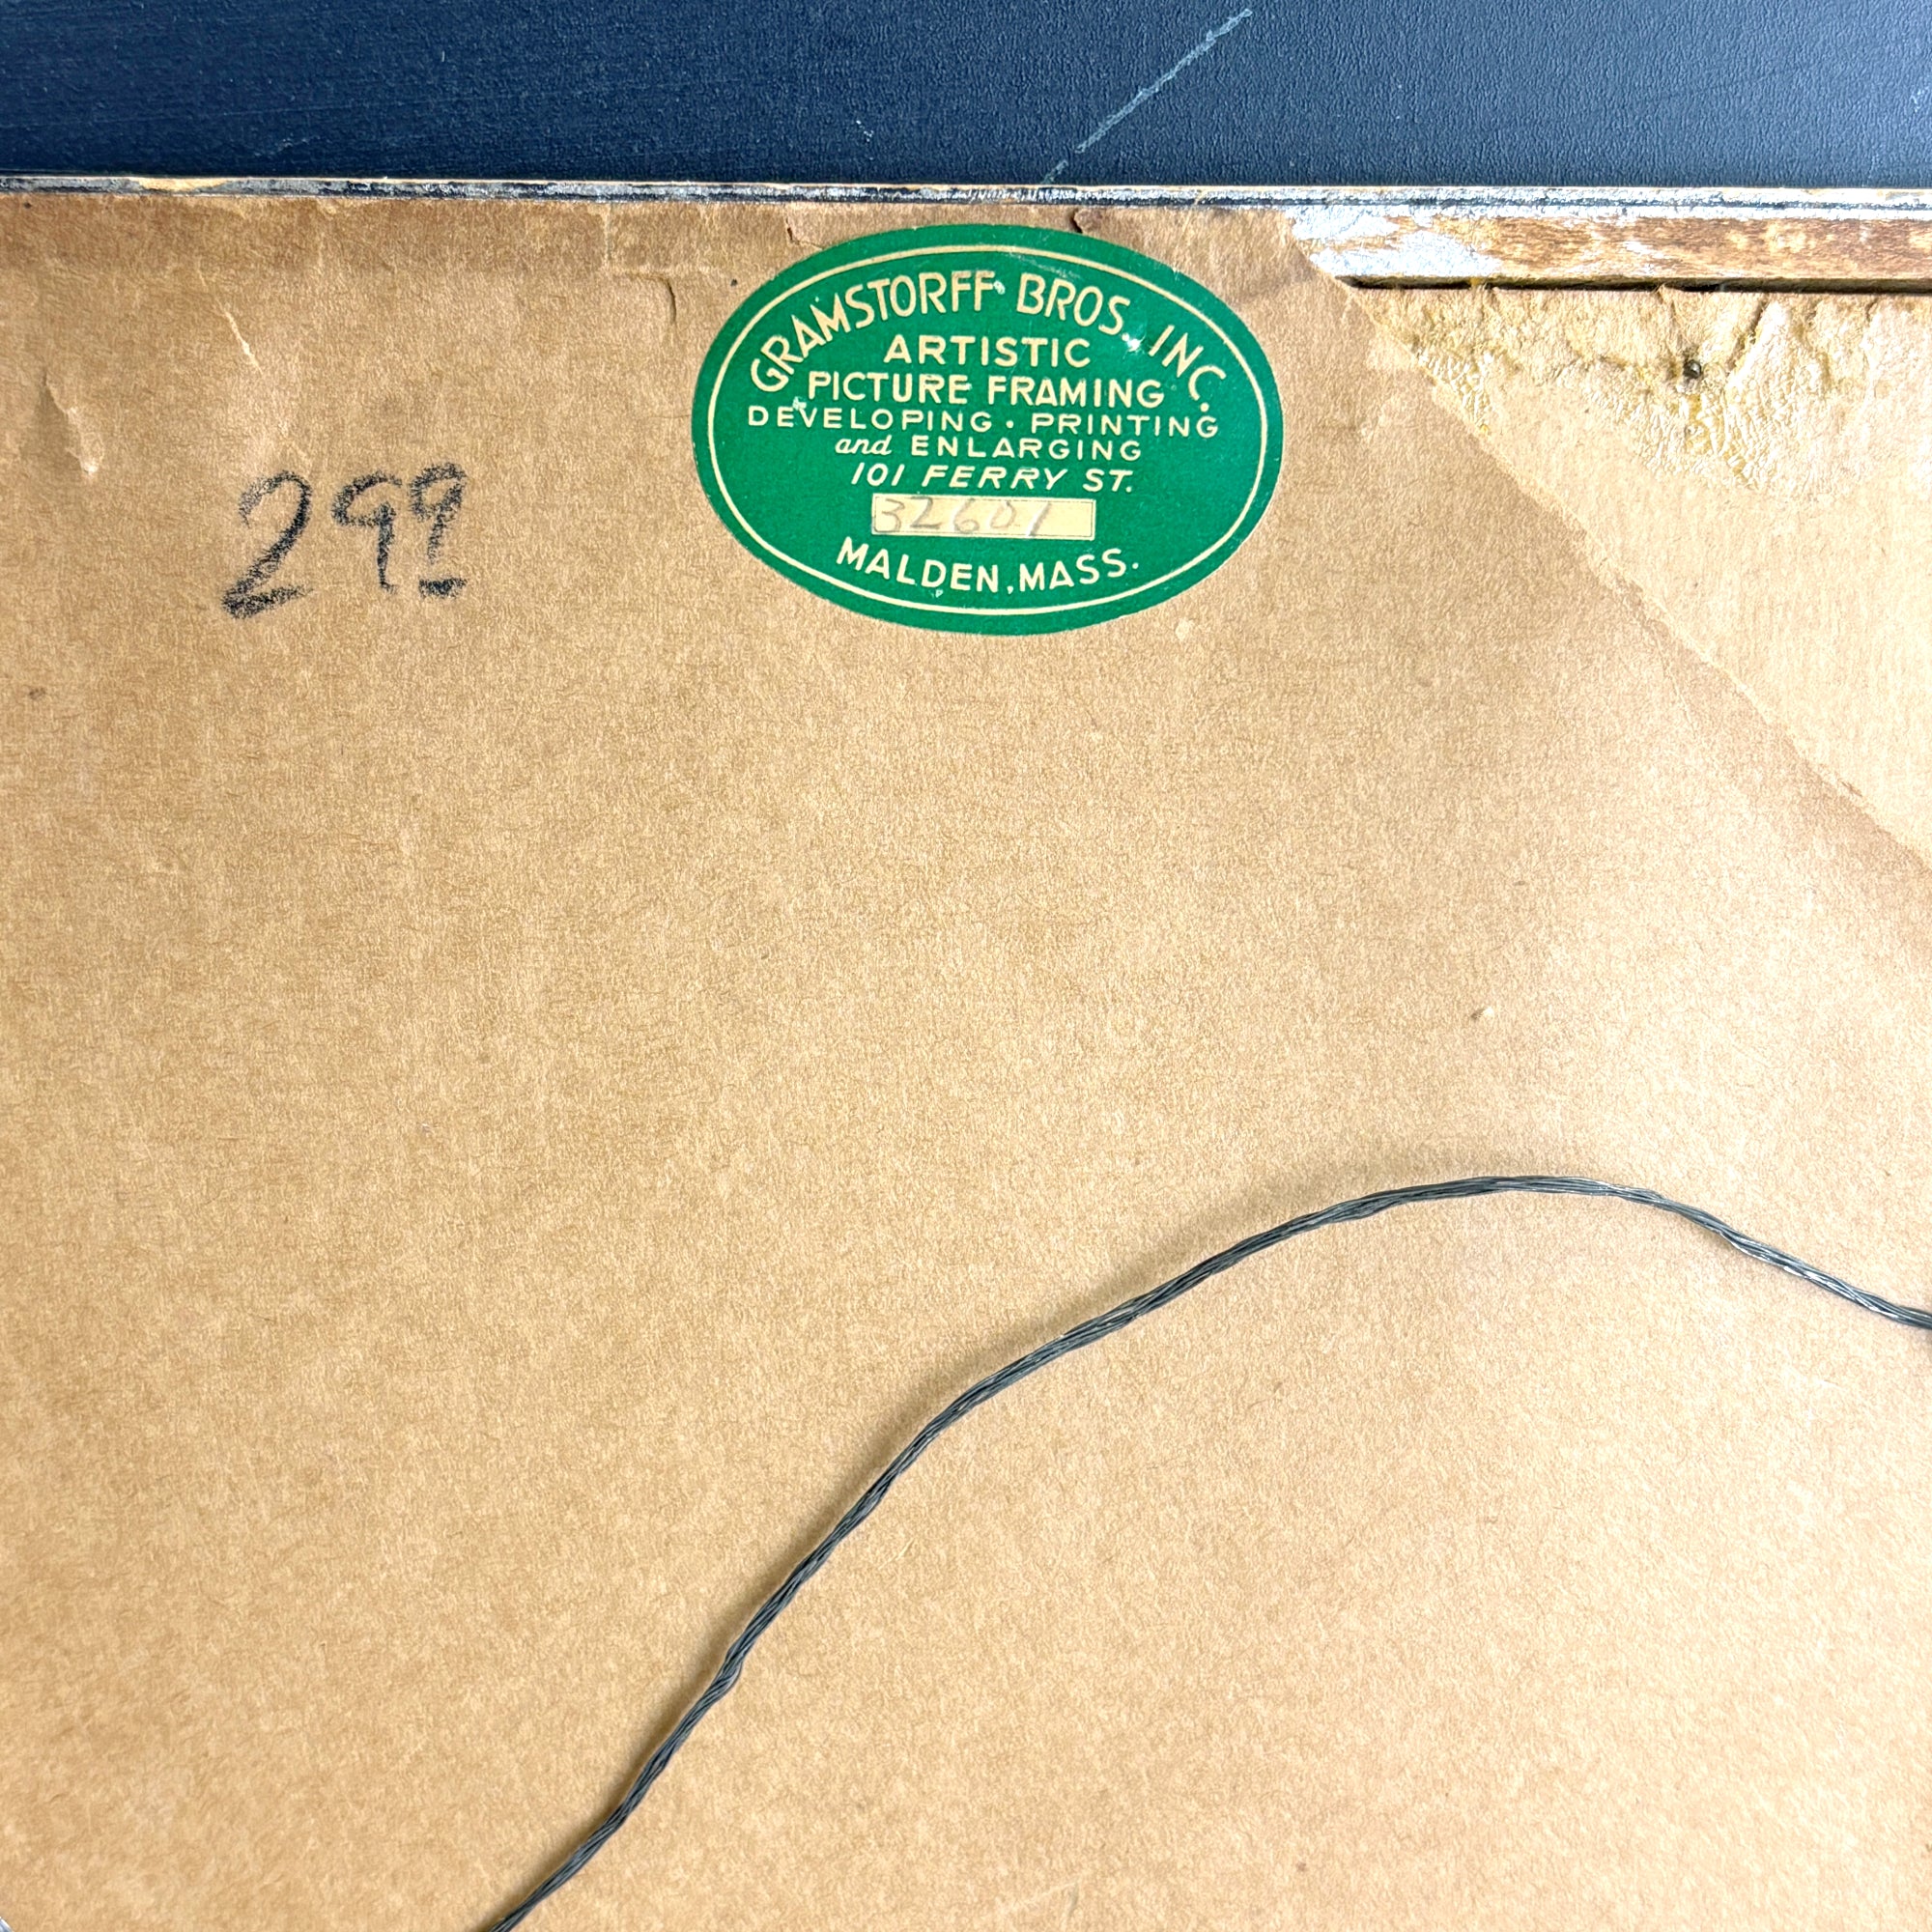 GRAMSTORFF BROS., INC.
ARTISTIC
PICTURE FRAMING
DEVELOPING · PRINTING
and ENLARGING
101 FERRY ST.
32601
MALDEN, MASS.
299